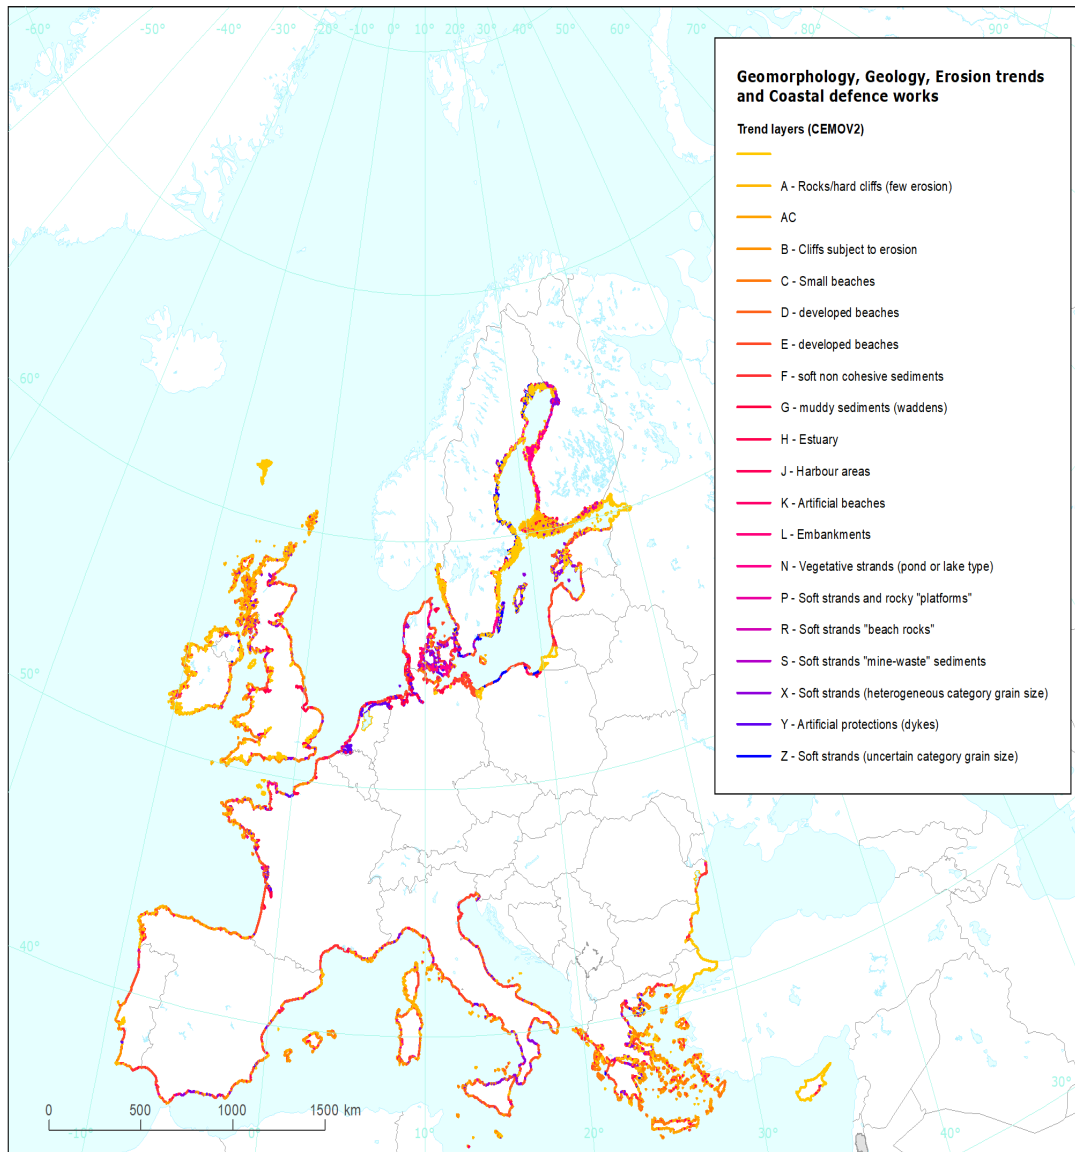 -60° -50° -40° -30° -20° -10° 0° 10° 20° 30° 40° 50° 60° 70° 80° 90°
60°
50°
40°
Geomorphology, Geology, Erosion trends
and Coastal defence works
Trend layers (CEMOV2)
A - Rocks/hard cliffs (few erosion)
AC
B - Cliffs subject to erosion
C - Small beaches
D - developed beaches
E - developed beaches
F - soft non cohesive sediments
G - muddy sediments (waddens)
H - Estuary
J - Harbour areas
K - Artificial beaches
L - Embankments
N - Vegetative strands (pond or lake type)
P - Soft strands and rocky "platforms"
R - Soft strands "beach rocks"
S - Soft strands "mine-waste" sediments
X - Soft strands (heterogeneous category grain size)
Y - Artificial protections (dykes)
Z - Soft strands (uncertain category grain size)
30°
0 500 1000 1500 km
-10° 0° 10° 20° 30° 40°